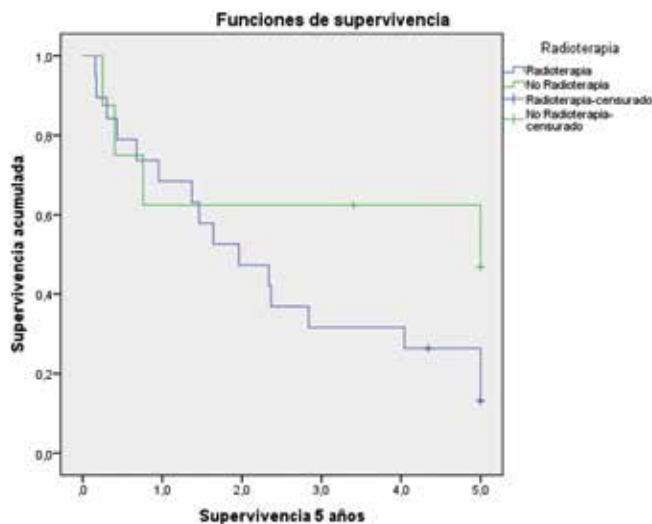 Funciones de supervivencia
Radioterapia
Radioterapia
No Radioterapia
Radioterapia-censurado
No Radioterapia-
censurado
Supervivencia acumulada
1,0
0,8
0,6
0,4
0,2
0,0
,0
1,0
2,0
3,0
4,0
5,0
Supervivencia 5 años